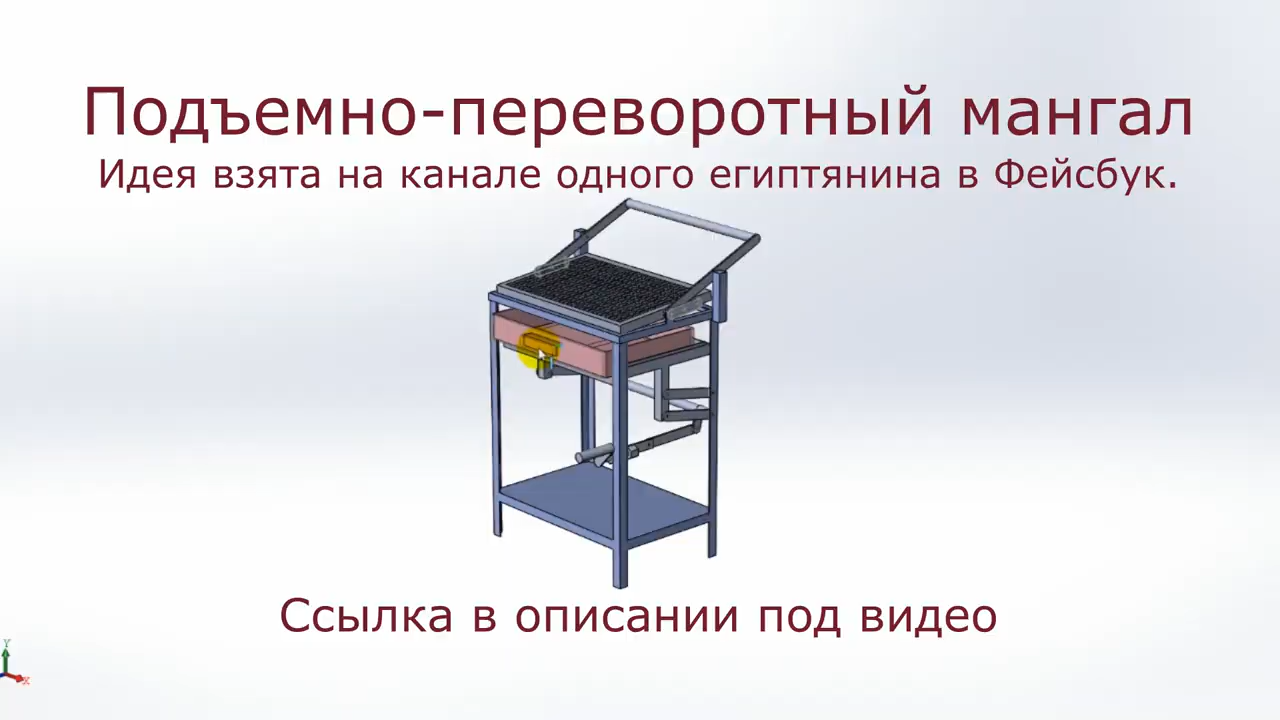 Подъемно-переворотный мангал
Идея взята на канале одного египтянина в Фейсбук.
Ссылка в описании под видео
Y
X